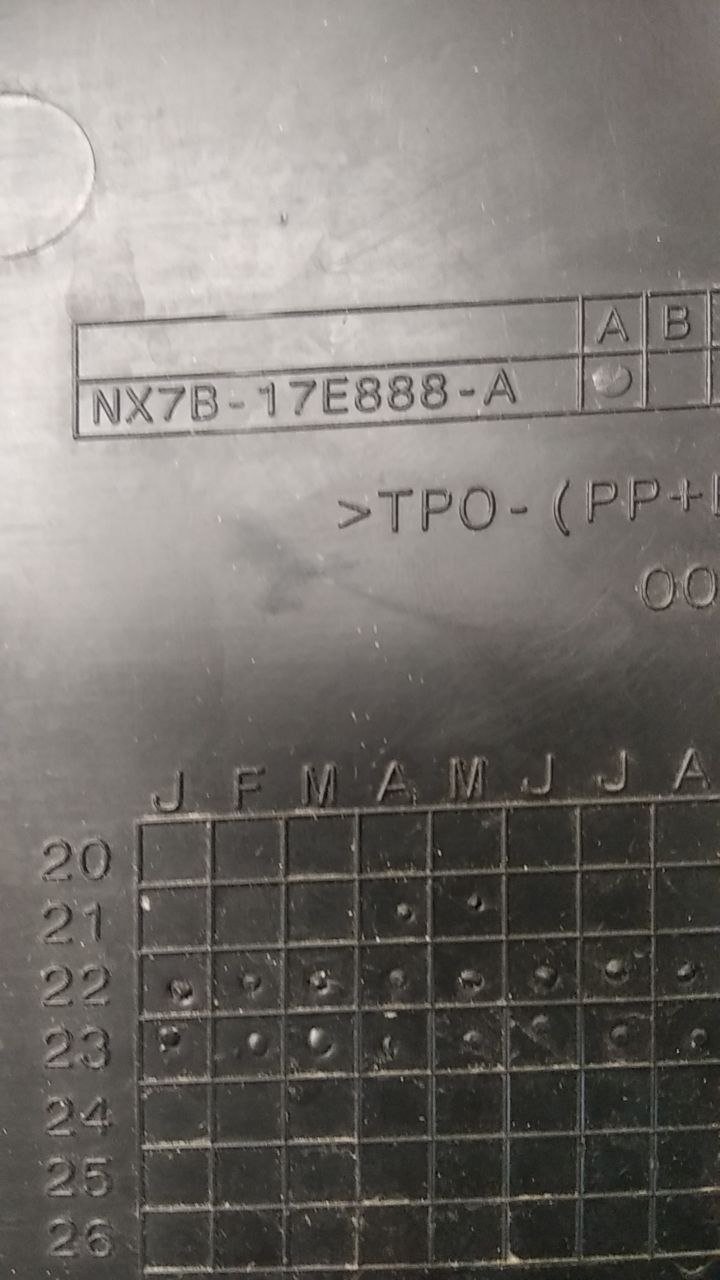 A B
NX7B-17E888-A
>TPO-(PP+
00
J F M A M J J A
20
21
22
23
24
25
26